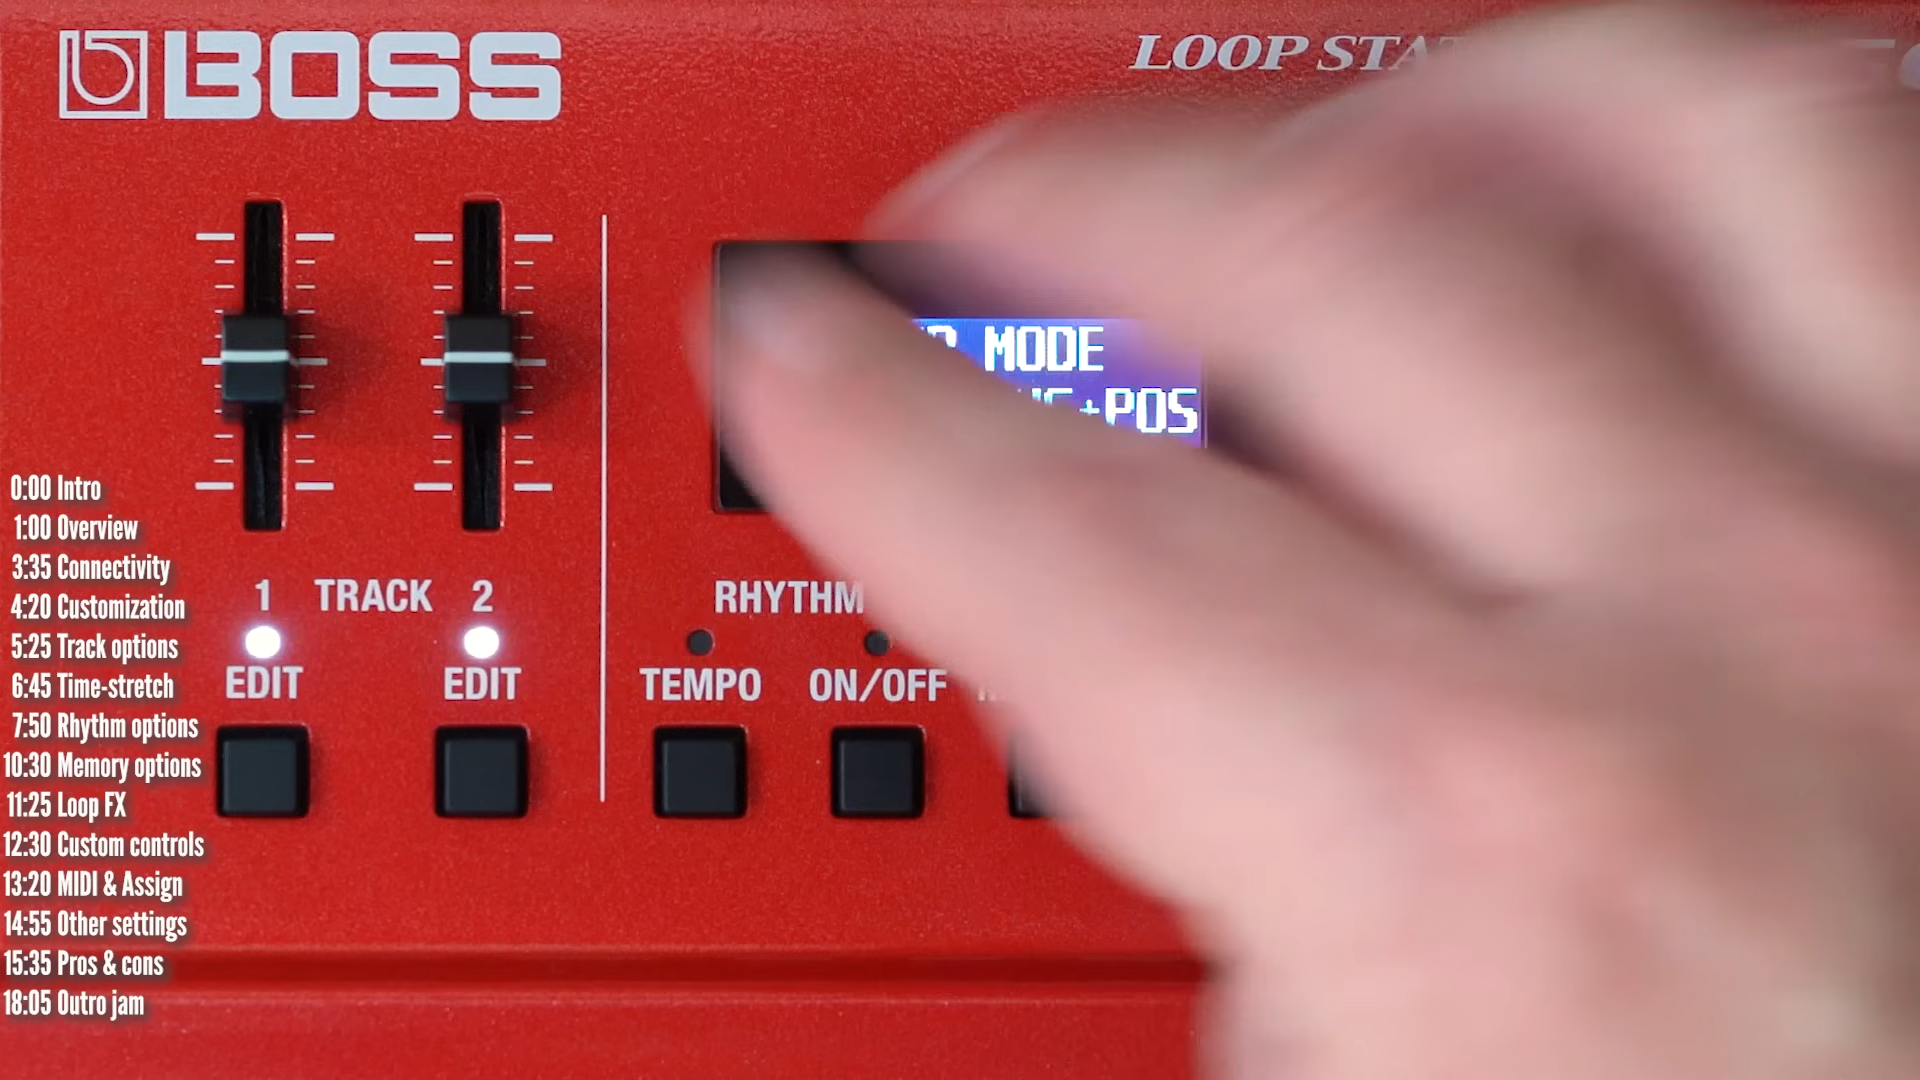 BOSS
LOOP
MODE
+POS
1 TRACK 2
EDIT EDIT
RHYTHM
TEMPO ON/OFF
0:00 Intro
1:00 Overview
3:35 Connectivity
4:20 Customization
5:25 Track options
6:45 Time-stretch
7:50 Rhythm options
10:30 Memory options
11:25 Loop FX
12:30 Custom controls
13:20 MIDI & Assign
14:55 Other settings
15:35 Pros & cons
18:05 Outro jam